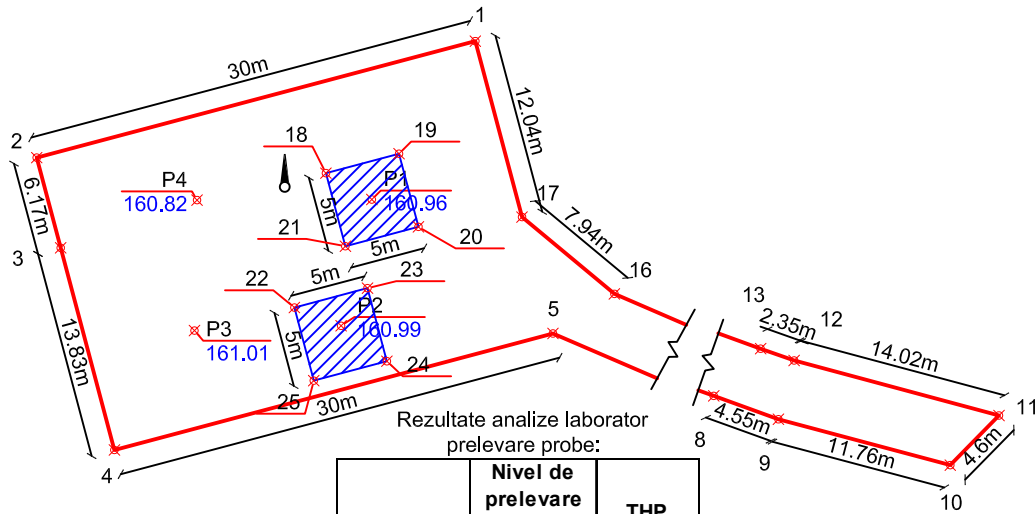 1
30m
12.04m
2
18
19
P4
160.82
P1
160.96
17
6.17m
5m
7.94m
3
21
20
5m
16
5m
23
22
13
2.35m
12
5
P2
160.99
P3
161.01
5m
14.02m
13.83m
24
25
30m
11
4.55m
4.6m
8
11.76m
9
4
10
Rezultate analize laborator
prelevare probe:
Nivel de
prelevare
THP